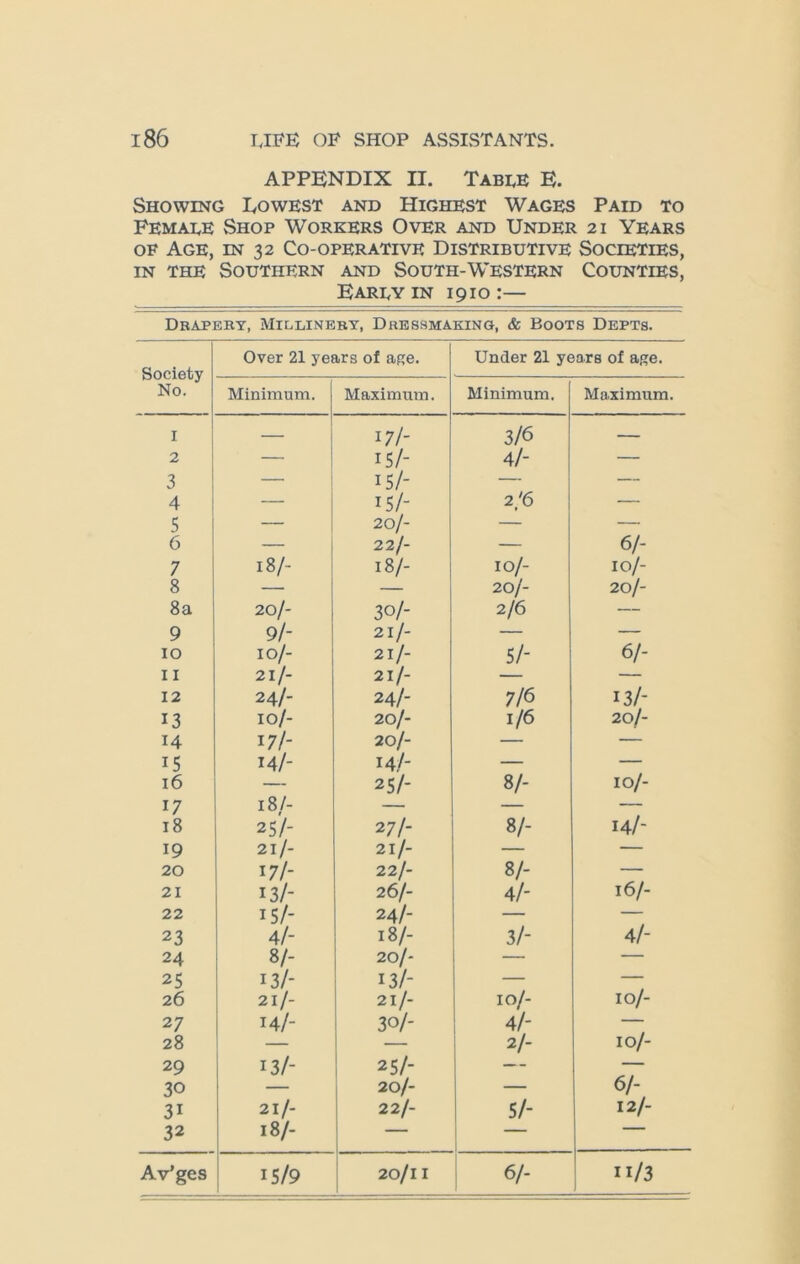 186 LIFE OF SHOP ASSISTANTS.
APPENDIX II. TABLE E.
SHOWING LOWEST AND HIGHEST WAGES PAID TO
FEMALE SHOP WORKERS OVER AND UNDER 21 YEARS
OF AGE, IN 32 CO-OPERATIVE DISTRIBUTIVE SOCIETIES,
IN THE SOUTHERN AND SOUTH-WESTERN COUNTIES,
EARLY IN 1910 :—
DRAPERY, MILLINERY, DRESSMAKING, & BOOTS DEPTS.
Society No. Over 21 years of age. Under 21 years of age.
Minimum. Maximum. Minimum. Maximum.
1 — 17/- 3/6 —
2 — 15/- 4/- —
3 — 15/- — —
4 — 15/- 2/6 —
5 — 20/- — —
6 — 22/- — 6/-
7 18/- 18/- 10/- 10/-
8 — — 20/- 20/-
8a 20/- 30/- 2/6 —
9 9/- 21/- — —
10 10/- 21/- 5/- 6/-
11 21/- 21/- — —
12 24/- 24/- 7/6 13/-
13 10/- 20/- 1/6 20/-
14 17/- 20/- — —
15 14/- 14/- — —
16 — 25/- 8/- 10/-
17 18/- — — —
18 25/- 27/- 8/- 14/-
19 21/- 21/- — —
20 17/- 22/- 8/- —
21 13/- 26/- 4/- 16/-
22 15/- 24/- — —
23 4/- 18/- 3/- 4/-
24 8/- 20/- — —
25 13/- 13/- — —
26 21/- 21/- 10/- 10/-
27 14/- 30/- 4/- —
28 — — 2/- 10/-
29 13/- 25/- — —
30 — 20/- — 6/-
31 21/- 22/- 5/- 12/-
32 18/- — — —
Av'ges 15/9 20/11 6/- 11/3